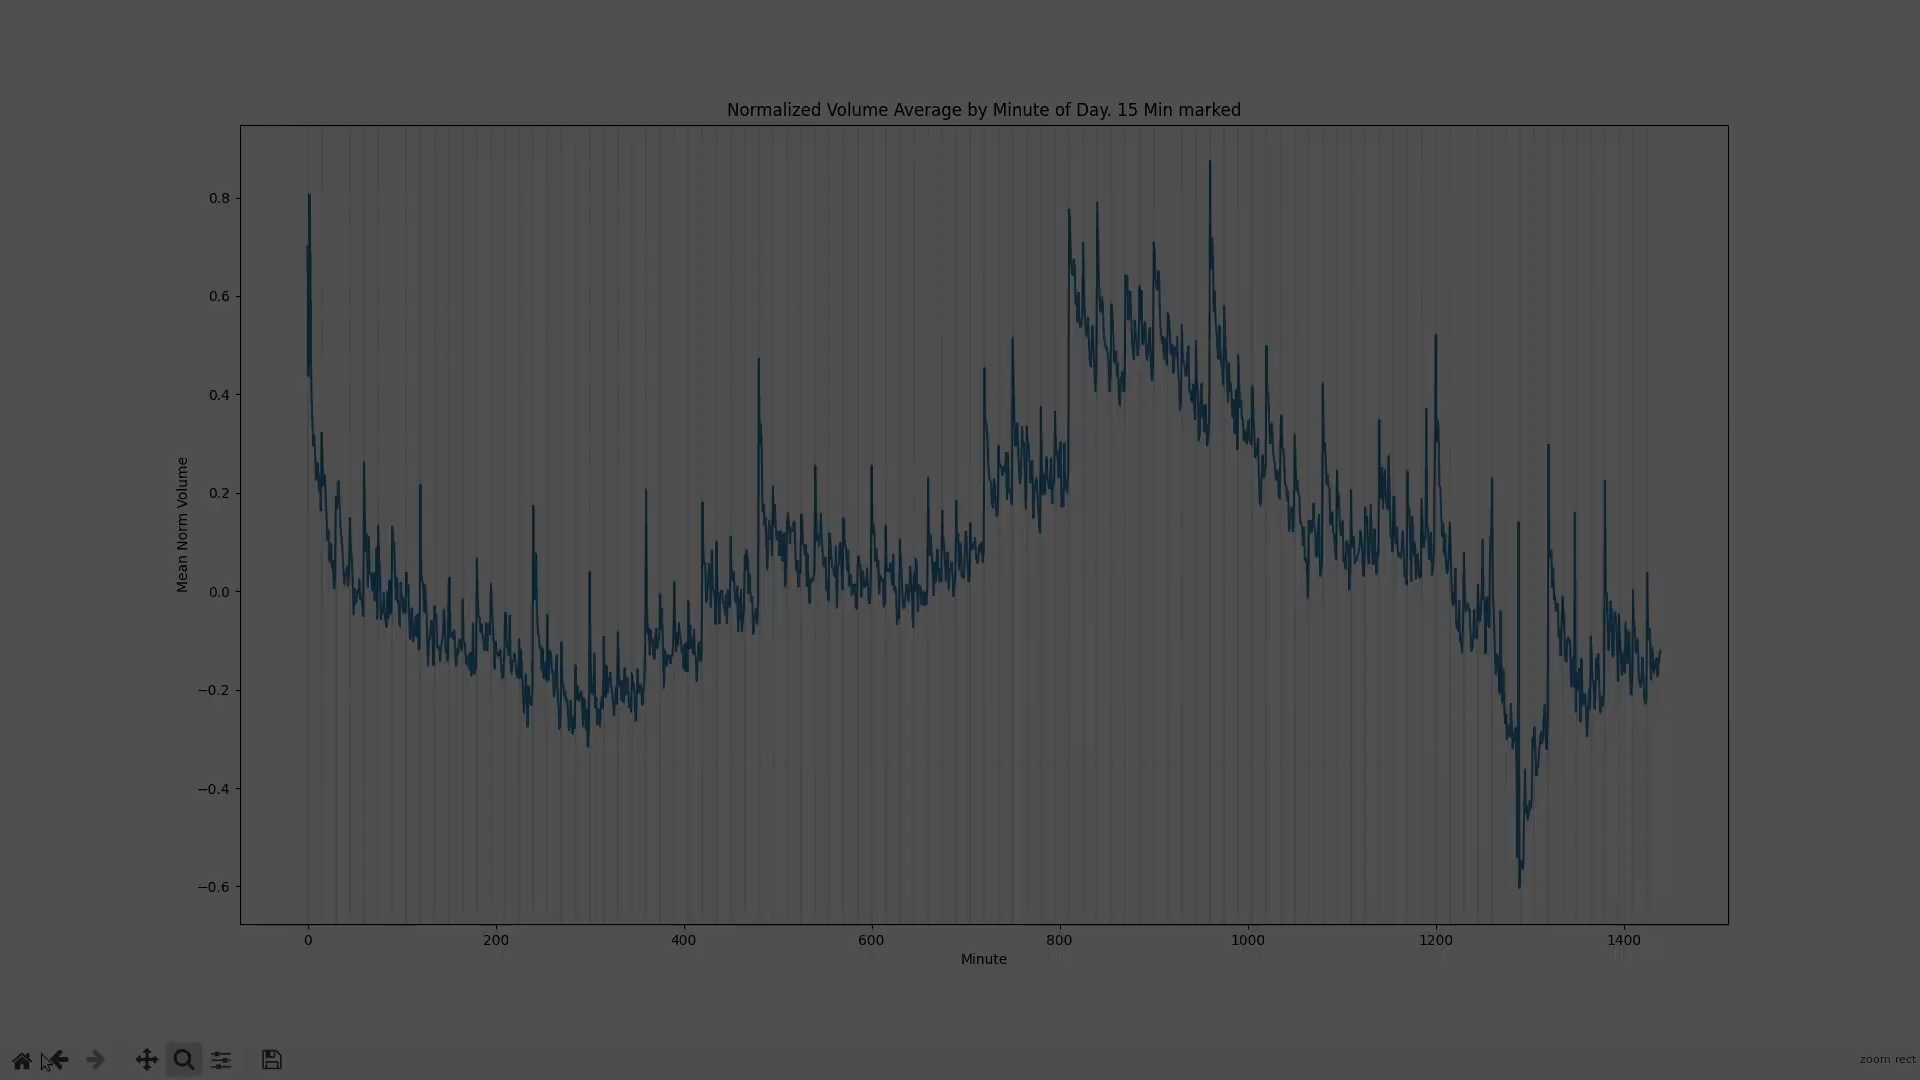 Normalized Volume Average by Minute of Day. 15 Min marked
0.8
0.6
0.4
0.2
0.0
−0.2
−0.4
−0.6
Mean Norm Volume
0 200 400 600 800 1000 1200 1400
Minute
zoom rect